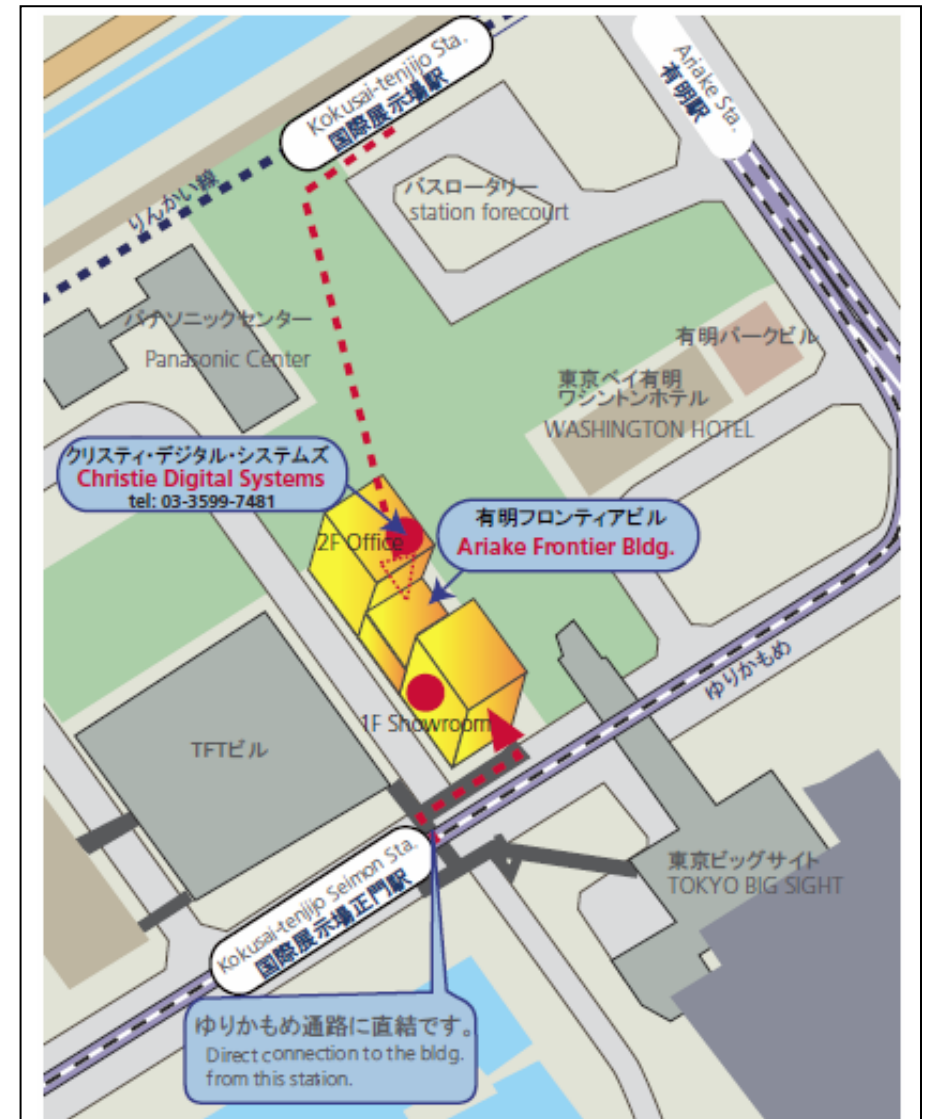 Kokusai-tenjijo Sta.
国際展示場駅
Ariake Sta.
有明駅
りんかい線
バスロータリー
station forecourt
パナソニックセンター
Panasonic Center
有明パークビル
東京ベイ有明
ワシントンホテル
WASHINGTON HOTEL
クリスティ・デジタル・システムズ
Christie Digital Systems
tel: 03-3599-7481
有明フロンティアビル
Ariake Frontier Bldg.
2F Office
1F Showroom
ゆりかもめ
TFTビル
東京ビッグサイト
TOKYO BIG SIGHT
Kokusai-tenjijo Seimon Sta.
国際展示場正門駅
ゆりかもめ通路に直結です。
Direct connection to the bldg.
from this station.